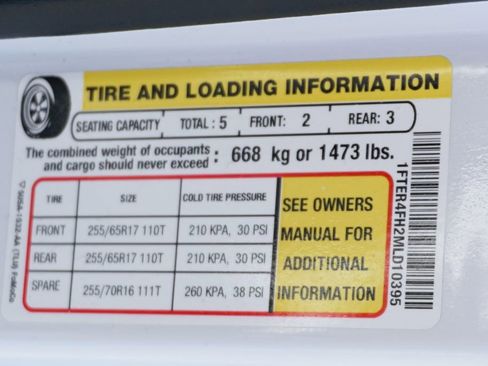 TIRE AND LOADING INFORMATION
SEATING CAPACITY TOTAL : 5 FRONT: 2 REAR: 3
The combined weight of occupants
and cargo should never exceed : 668 kg or 1473 lbs.
TIRE SIZE COLD TIRE PRESSURE
FRONT 255/65R17 110T 210 KPA, 30 PSI
REAR 255/65R17 110T 210 KPA, 30 PSI
SPARE 255/70R16 111T 260 KPA, 38 PSI
SEE OWNERS
MANUAL FOR
ADDITIONAL
INFORMATION
1FTER4FH2MLD10395